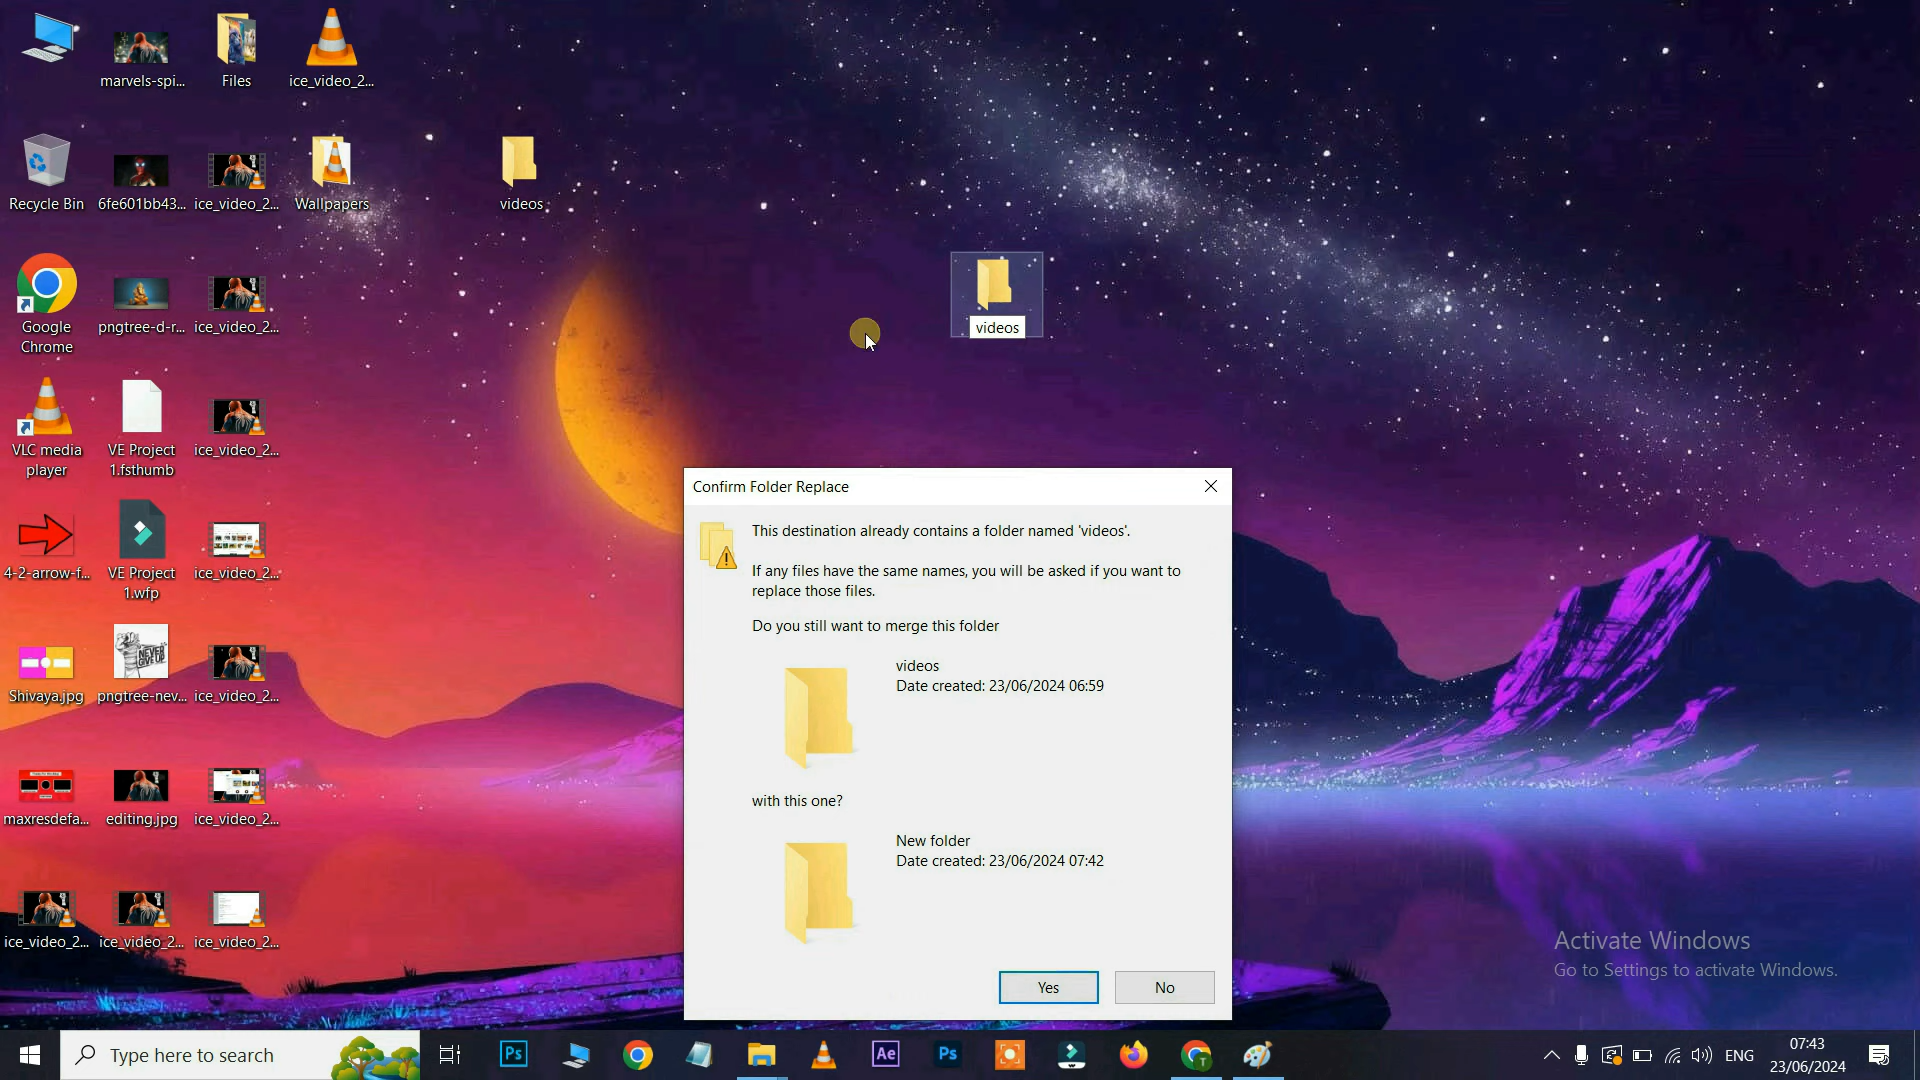 marvels-spi...
Files
ice_video_2...
Recycle Bin
6fe601bb43...
ice_video_2...
Wallpapers
videos
Google
Chrome
pngtree-d-r...
ice_video_2...
videos
VLC media
player
VE Project
1.fsthumb
ice_video_2...
4-2-arrow-f...
VE Project
1.wfp
ice_video_2...
Shivaya.jpg
pngtree-nev...
ice_video_2...
NEVER
GIVE UP
maxresdefa...
editing.jpg
ice_video_2...
ice_video_2...
ice_video_2...
ice_video_2...
Confirm Folder Replace
This destination already contains a folder named 'videos'.
If any files have the same names, you will be asked if you want to
replace those files.
Do you still want to merge this folder
videos
Date created: 23/06/2024 06:59
with this one?
New folder
Date created: 23/06/2024 07:42
Yes
No
Activate Windows
Go to Settings to activate Windows.
Type here to search
Ps
Ae
Ps
T
ENG
07:43
23/06/2024